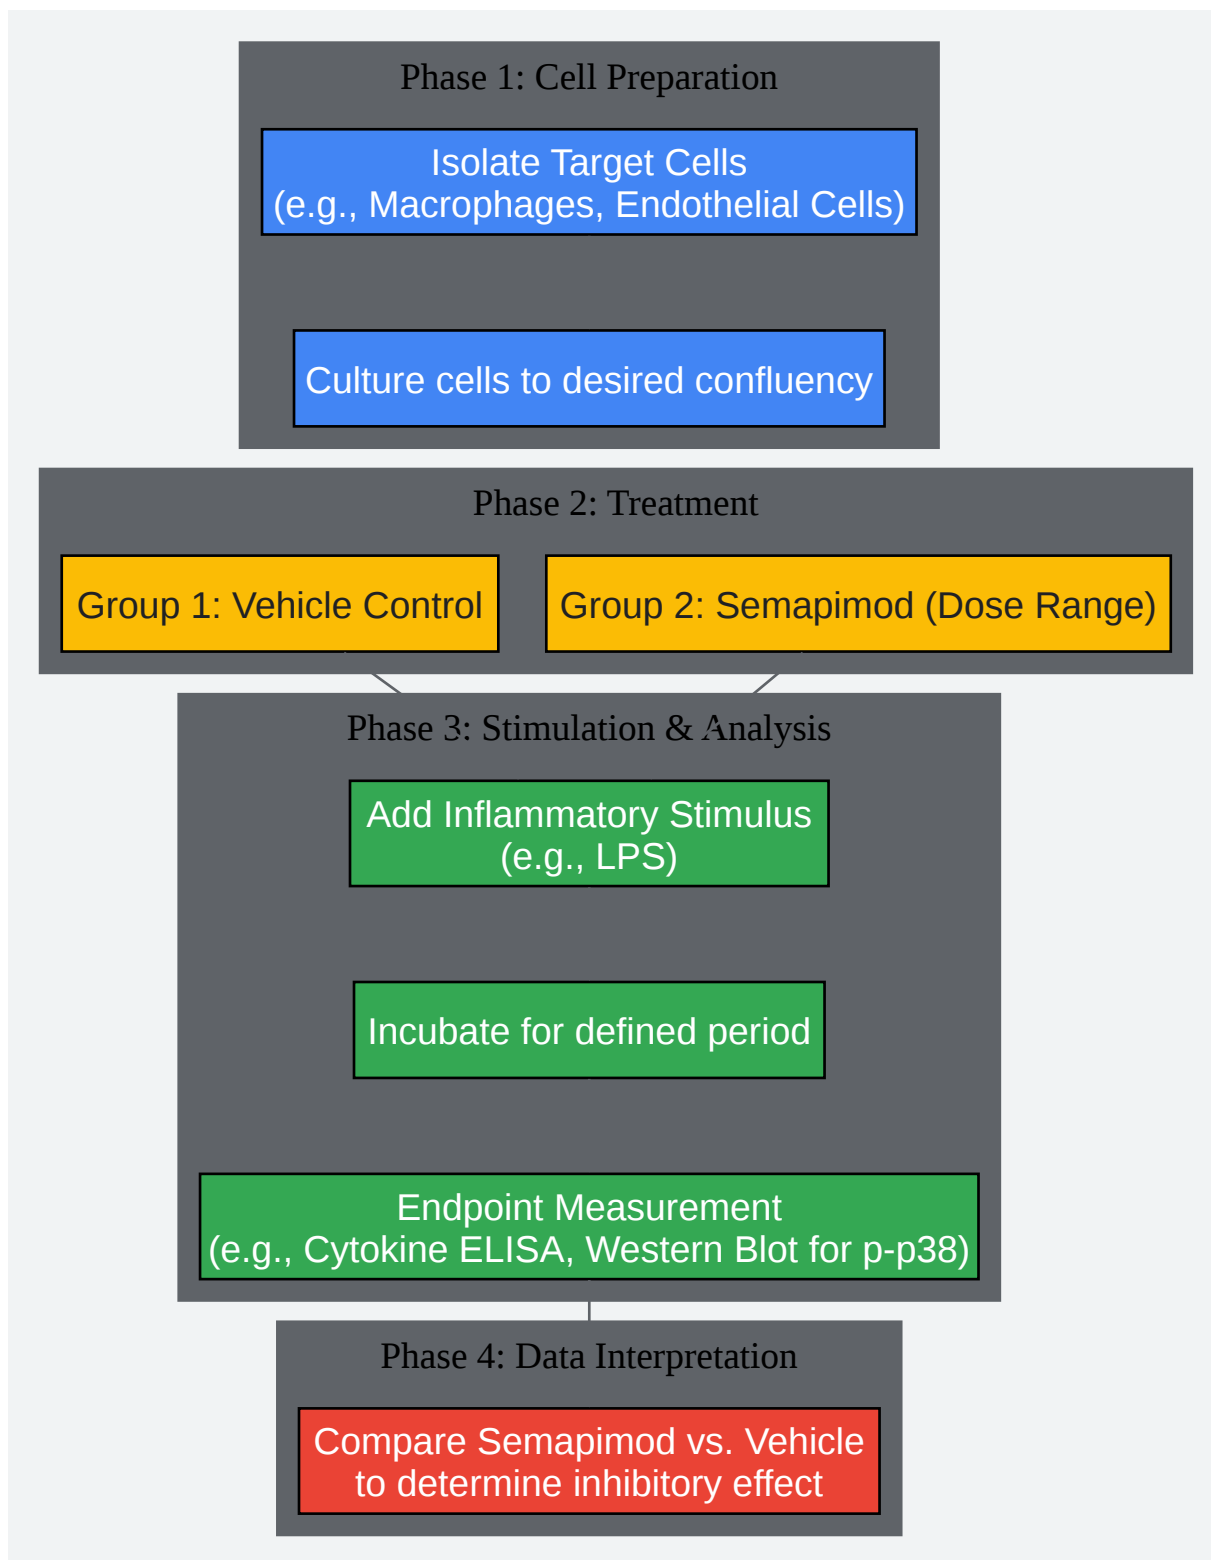 Phase 1: Cell Preparation
Isolate Target Cells
(e.g., Macrophages, Endothelial Cells)
Culture cells to desired confluency
Phase 2: Treatment
Group 1: Vehicle Control
Group 2: Semapimod (Dose Range)
Phase 3: Stimulation & Analysis
Add Inflammatory Stimulus
(e.g., LPS)
Incubate for defined period
Endpoint Measurement
(e.g., Cytokine ELISA, Western Blot for p-p38)
Phase 4: Data Interpretation
Compare Semapimod vs. Vehicle
to determine inhibitory effect